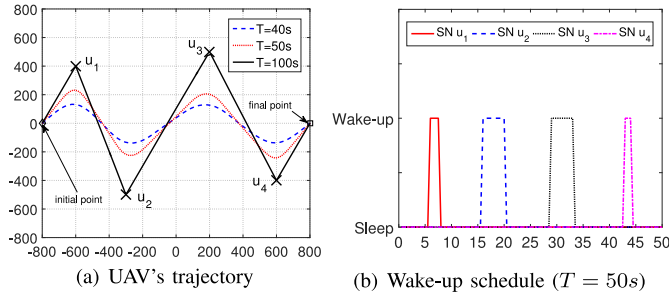 800
600
400
200
0
-200
-400
-600
-800
-800 -600 -400 -200 0 200 400 600 800
T=40s
T=50s
T=100s
u1
u2
u3
u4
initial point
final point
(a) UAV's trajectory
SN u1 SN u2 SN u3 SN u4
Wake-up
Sleep
0 5 10 15 20 25 30 35 40 45 50
(b) Wake-up schedule (T = 50s)